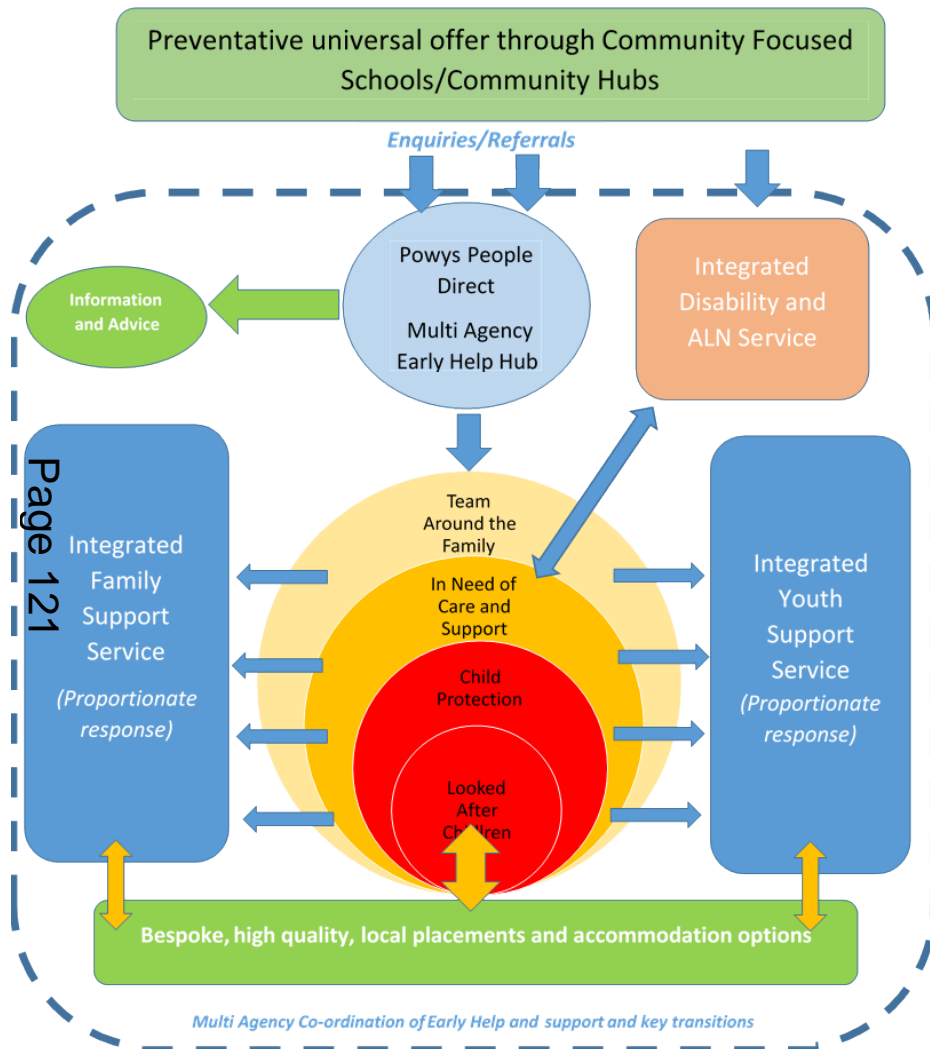 Preventative universal offer through Community Focused
Schools/Community Hubs
Enquiries/Referrals
Powys People
Direct
Multi Agency
Early Help Hub
Integrated
Disability and
ALN Service
Information
and Advice
Page 121
Integrated
Family
Support
Service
(Proportionate
response)
Team
Around the
Family
In Need of
Care and
Support
Child
Protection
Looked
After
Children
Integrated
Youth
Support
Service
(Proportionate
response)
Bespoke, high quality, local placements and accommodation options
Multi Agency Co-ordination of Early Help and support and key transitions